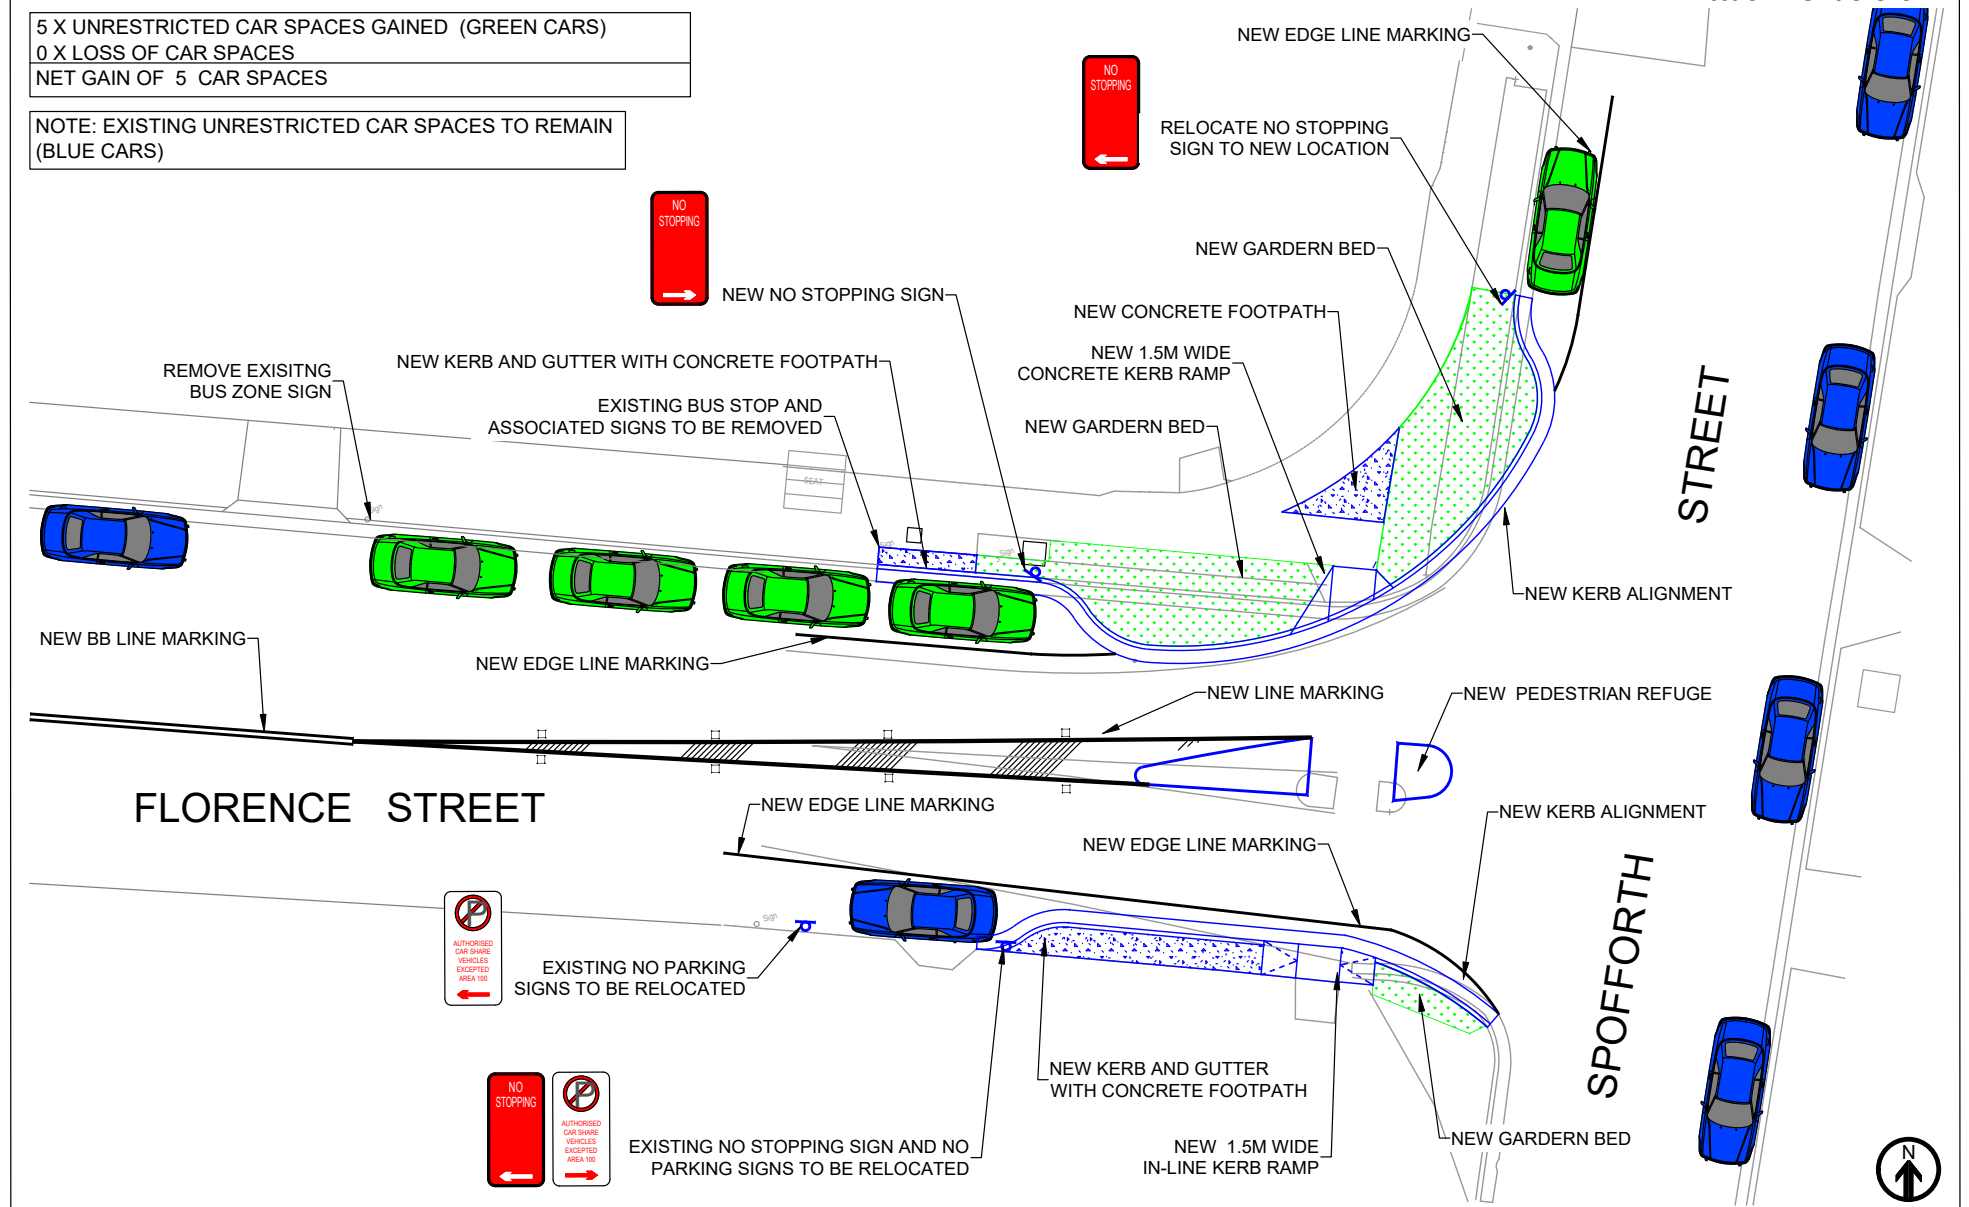 5 X UNRESTRICTED CAR SPACES GAINED (GREEN CARS)
0 X LOSS OF CAR SPACES
NET GAIN OF 5 CAR SPACES
NOTE: EXISTING UNRESTRICTED CAR SPACES TO REMAIN
(BLUE CARS)
NEW EDGE LINE MARKING
NO
STOPPING
RELOCATE NO STOPPING
SIGN TO NEW LOCATION
NO
STOPPING
NEW GARDERN BED
NEW NO STOPPING SIGN
NEW CONCRETE FOOTPATH
NEW 1.5M WIDE
CONCRETE KERB RAMP
NEW KERB AND GUTTER WITH CONCRETE FOOTPATH
REMOVE EXISITNG
BUS ZONE SIGN
EXISTING BUS STOP AND
ASSOCIATED SIGNS TO BE REMOVED
NEW GARDERN BED
STREET
SEAT
Sign
Sign
Sign
NEW KERB ALIGNMENT
NEW BB LINE MARKING
NEW EDGE LINE MARKING
NEW LINE MARKING
NEW PEDESTRIAN REFUGE
FLORENCE STREET
NEW EDGE LINE MARKING
NEW KERB ALIGNMENT
NEW EDGE LINE MARKING
SPOFFORTH
Sign
P
AUTHORISED
CAR SHARE
VEHICLES
EXCEPTED
AREA 100
EXISTING NO PARKING
SIGNS TO BE RELOCATED
NO
STOPPING
P
AUTHORISED
CAR SHARE
VEHICLES
EXCEPTED
AREA 100
NEW KERB AND GUTTER
WITH CONCRETE FOOTPATH
EXISTING NO STOPPING SIGN AND NO
PARKING SIGNS TO BE RELOCATED
NEW 1.5M WIDE
IN-LINE KERB RAMP
NEW GARDERN BED
N